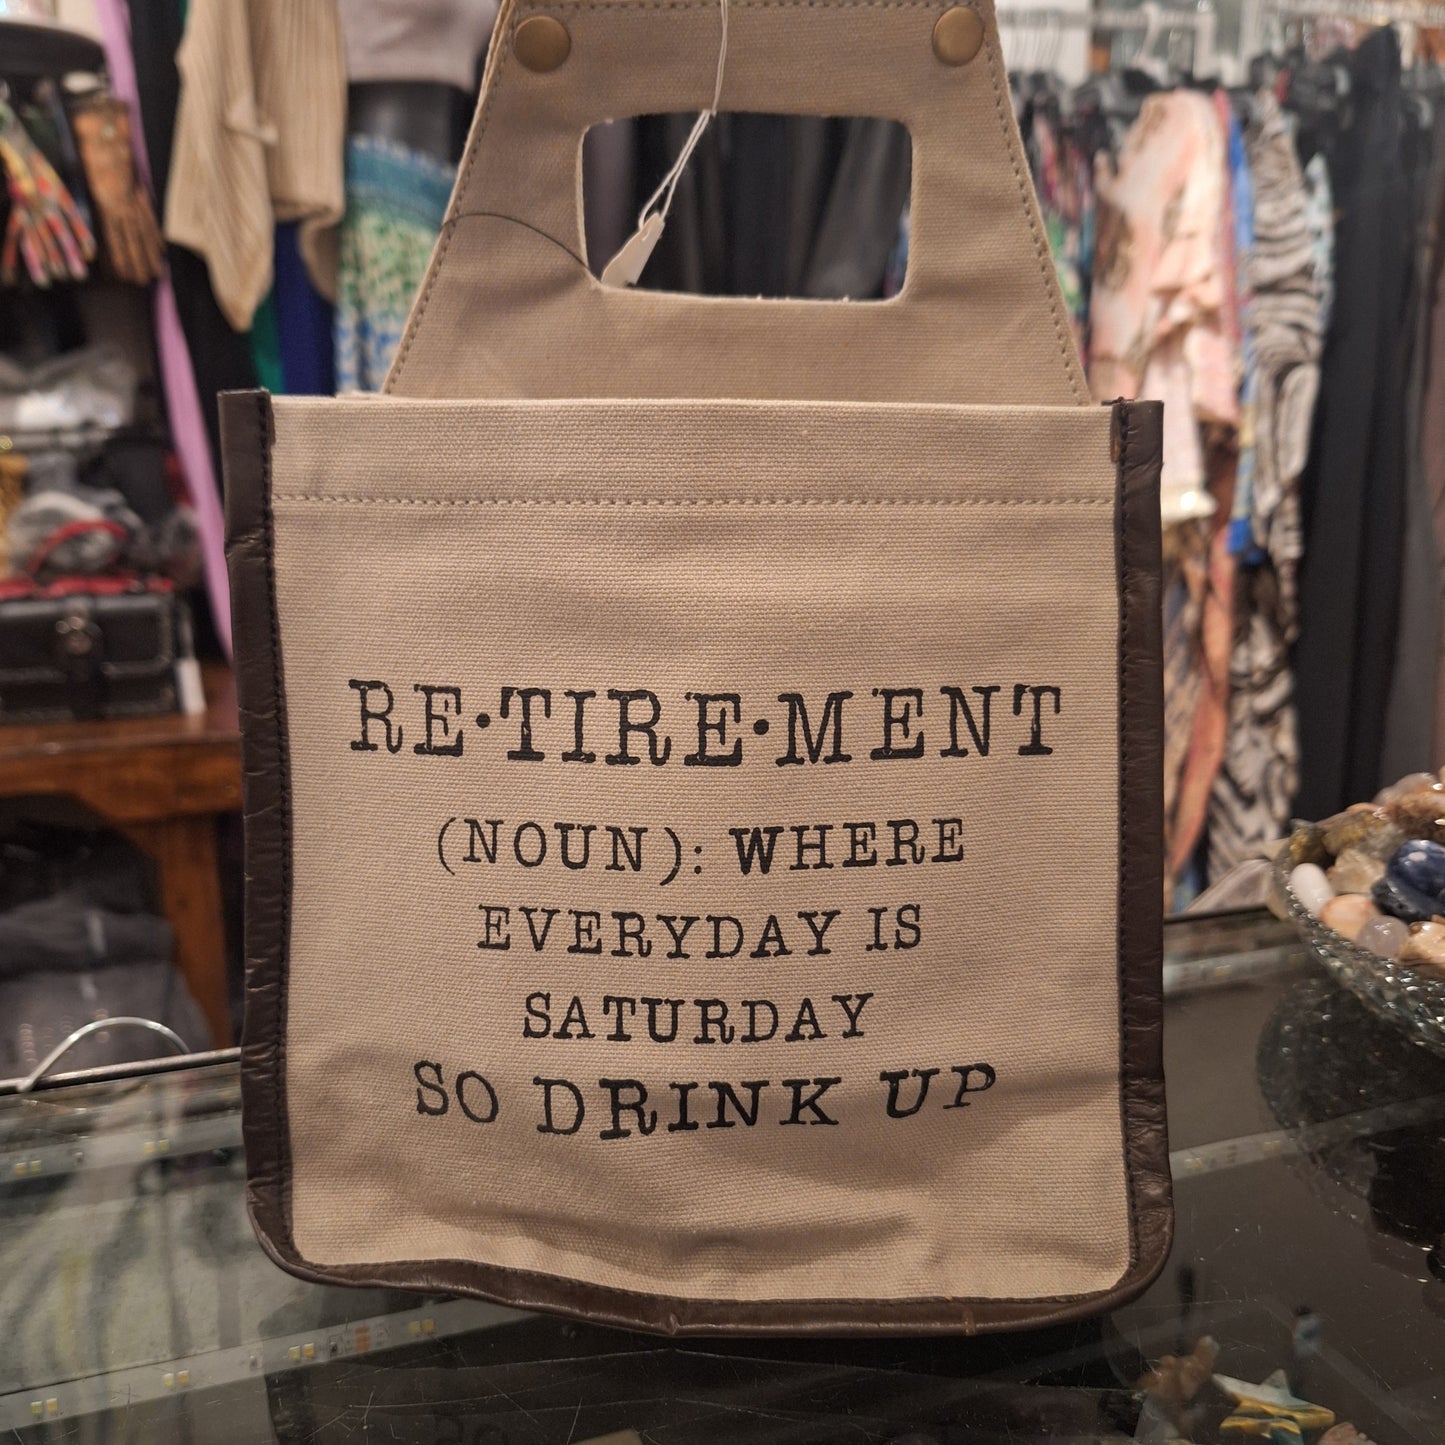 RE•TIRE•MENT
(NOUN): WHERE
EVERYDAY IS
SATURDAY
SO DRINK UP